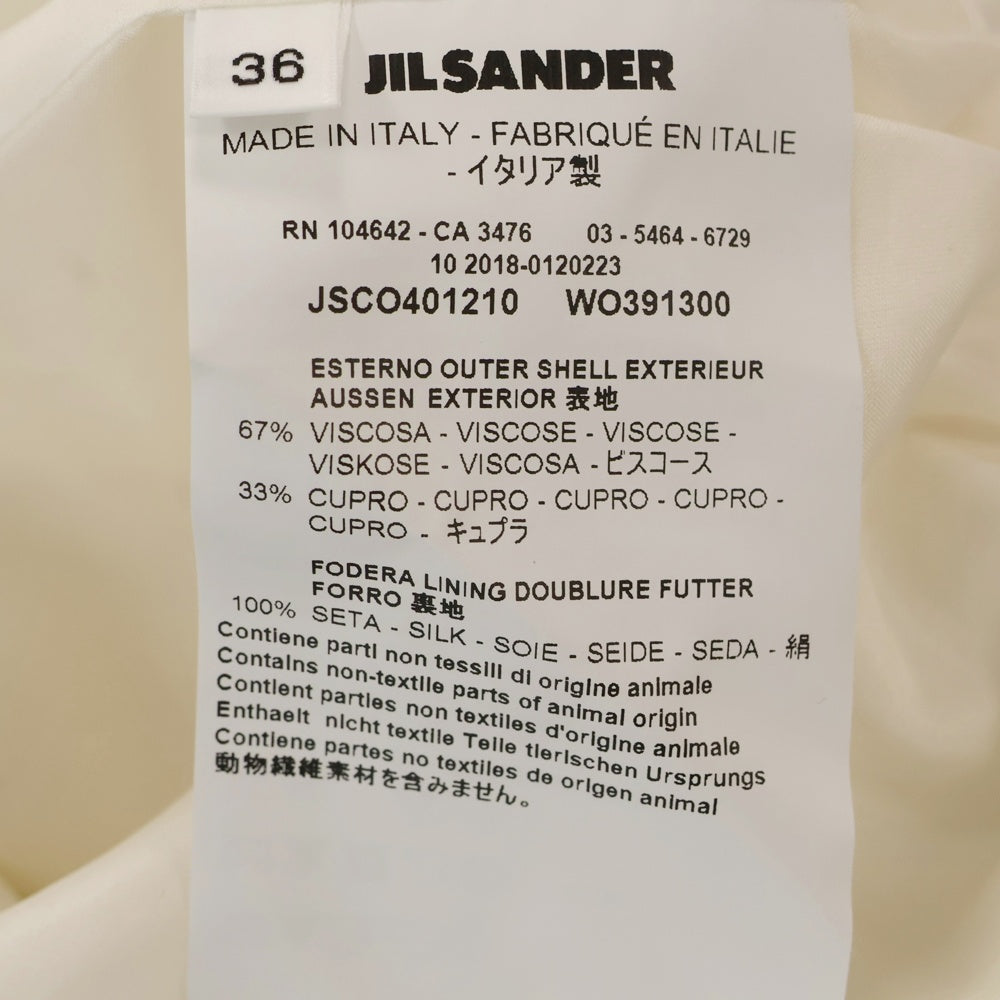 36
JIL SANDER
MADE IN ITALY - FABRIQUÉ EN ITALIE
- イタリア製
RN 104642 - CA 3476 03 - 5464 - 6729
10 2018-0120223
JSCO401210 WO391300
ESTERNO OUTER SHELL EXTERIEUR
AUSSEN EXTERIOR 表地
67% VISCOSA - VISCOSE - VISCOSE -
VISKOSE - VISCOSA - ビスコース
33% CUPRO - CUPRO - CUPRO - CUPRO -
CUPRO - キュプラ
FODERA LINING DOUBLURE FUTTER
FORRO 裏地
100% SETA - SILK - SOIE - SEIDE - SEDA - 絹
Contiene parti non tessili di origine animale
Contains non-textile parts of animal origin
Contient parties non textiles d'origine animale
Enthaelt nicht textile Teile tierischen Ursprungs
Contiene partes no textiles de origen animal
動物繊維素材を含みません。